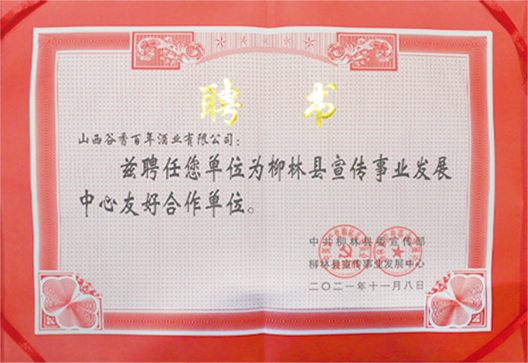 聘书
山西谷香百年酒业有限公司：
兹聘任您单位为柳林县宣传事业发展
中心友好合作单位。
中共柳林县委宣传部
柳林县宣传事业发展中心
二〇二一年十一月八日